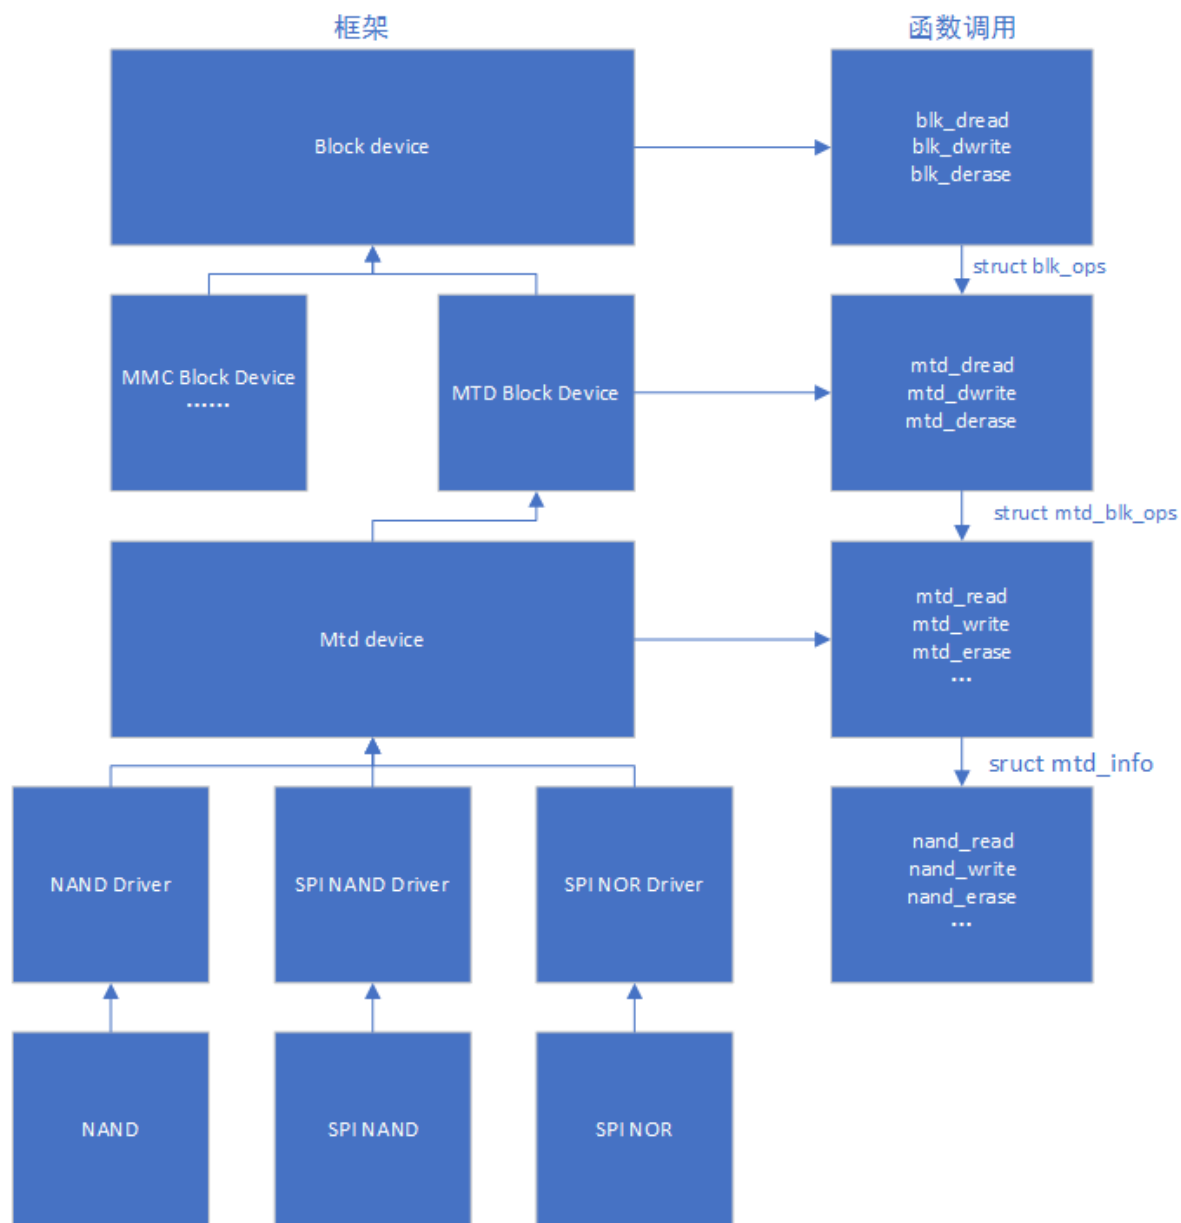 框架
函数调用
Block device
blk_dread
blk_dwrite
blk_derase
struct blk_ops
MMC Block Device
......
MTD Block Device
mtd_dread
mtd_dwrite
mtd_derase
struct mtd_blk_ops
Mtd device
mtd_read
mtd_write
mtd_erase
...
sruct mtd_info
NAND Driver
SPI NAND Driver
SPI NOR Driver
nand_read
nand_write
nand_erase
...
NAND
SPI NAND
SPI NOR